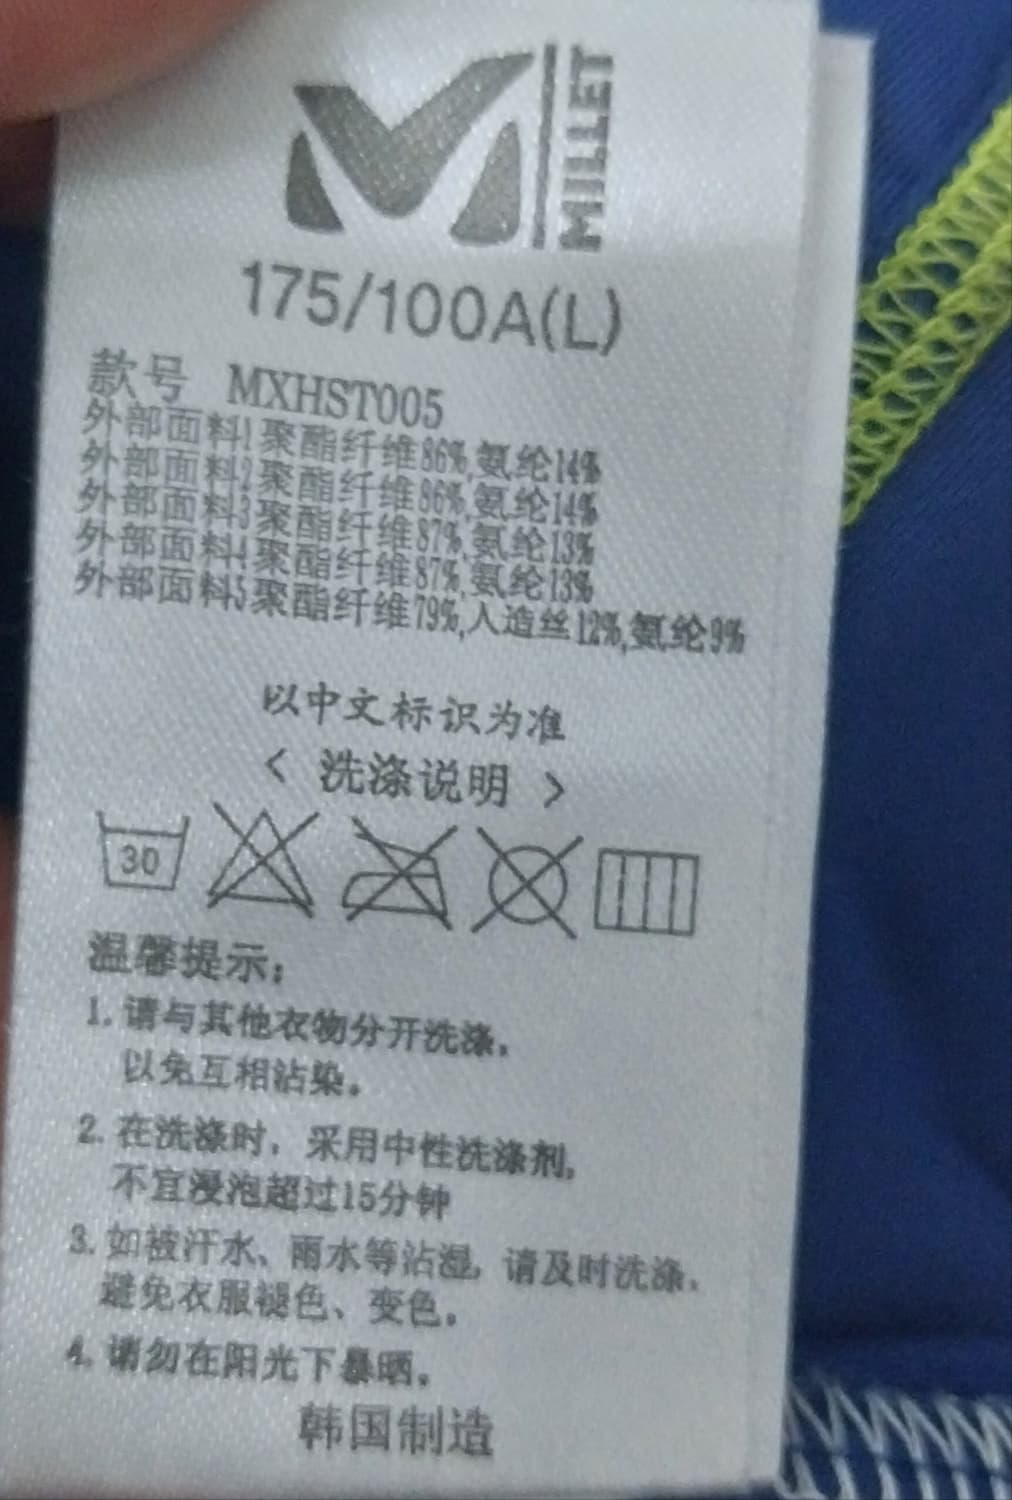 MILLET
175/100A(L)
款号 MXHST005
外部面料1聚酯纤维86%,氨纶14%
外部面料2聚酯纤维86%,氨纶14%
外部面料3聚酯纤维87%,氨纶13%
外部面料4聚酯纤维87%,氨纶13%
外部面料5聚酯纤维79%,人造丝12%,氨纶9%
以中文标识为准
< 洗涤说明 >
30
温馨提示:
1. 请与其他衣物分开洗涤,
以免互相沾染。
2. 在洗涤时,采用中性洗涤剂,
不宜浸泡超过15分钟
3. 如被汗水、雨水等沾湿,请及时洗涤,
避免衣服褪色、变色。
4. 请勿在阳光下暴晒。
韩国制造